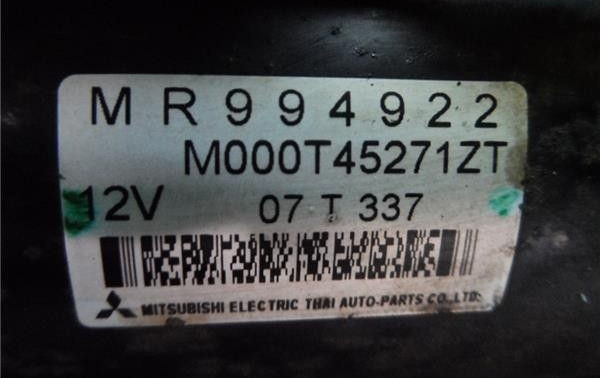 MR994922
M000T45271ZT
12V 07 T 337
MITSUBISHI ELECTRIC THAI AUTO-PARTS CO.,LTD.